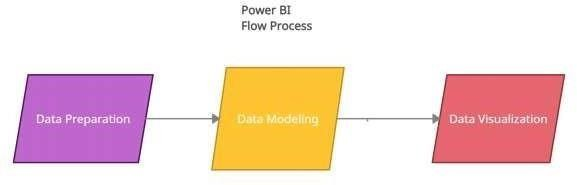 Power BI
Flow Process
Data Preparation
Data Modeling
Data Visualization